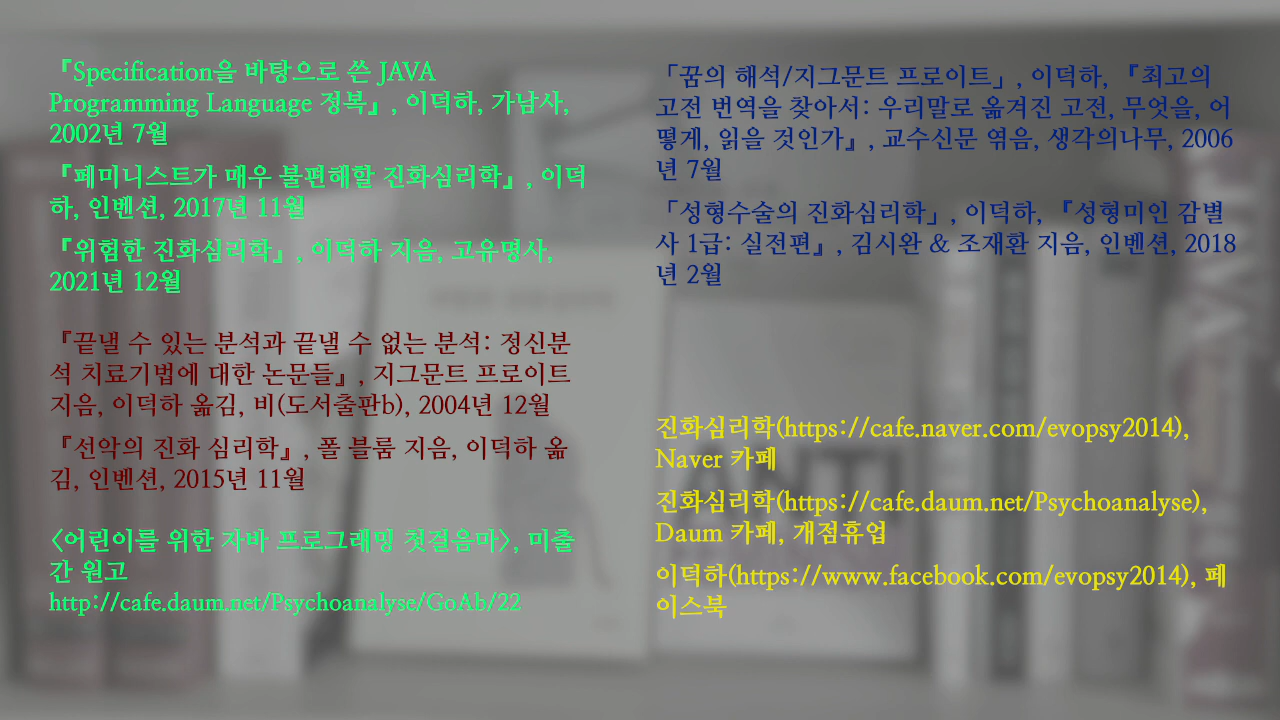 『Specification을 바탕으로 쓴 JAVA
Programming Language 정복』, 이덕하, 가남사,
2002년 7월
『페미니스트가 매우 불편해할 진화심리학』, 이덕
하, 인벤션, 2017년 11월
『위험한 진화심리학』, 이덕하 지음, 고유명사,
2021년 12월
『끝낼 수 있는 분석과 끝낼 수 없는 분석: 정신분
석 치료기법에 대한 논문들』, 지그문트 프로이트
지음, 이덕하 옮김, 비(도서출판b), 2004년 12월
『선악의 진화 심리학』, 폴 블룸 지음, 이덕하 옮
김, 인벤션, 2015년 11월
<어린이를 위한 자바 프로그래밍 첫걸음마>, 미출
간 원고
http://cafe.daum.net/Psychoanalyse/GoAb/22
「꿈의 해석/지그문트 프로이트」, 이덕하, 『최고의
고전 번역을 찾아서: 우리말로 옮겨진 고전, 무엇을, 어
떻게, 읽을 것인가』, 교수신문 엮음, 생각의나무, 2006
년 7월
「성형수술의 진화심리학」, 이덕하, 『성형미인 감별
사 1급: 실전편』, 김시완 & 조재환 지음, 인벤션, 2018
년 2월
진화심리학(https://cafe.naver.com/evopsy2014),
Naver 카페
진화심리학(https://cafe.daum.net/Psychoanalyse),
Daum 카페, 개점휴업
이덕하(https://www.facebook.com/evopsy2014), 페
이스북